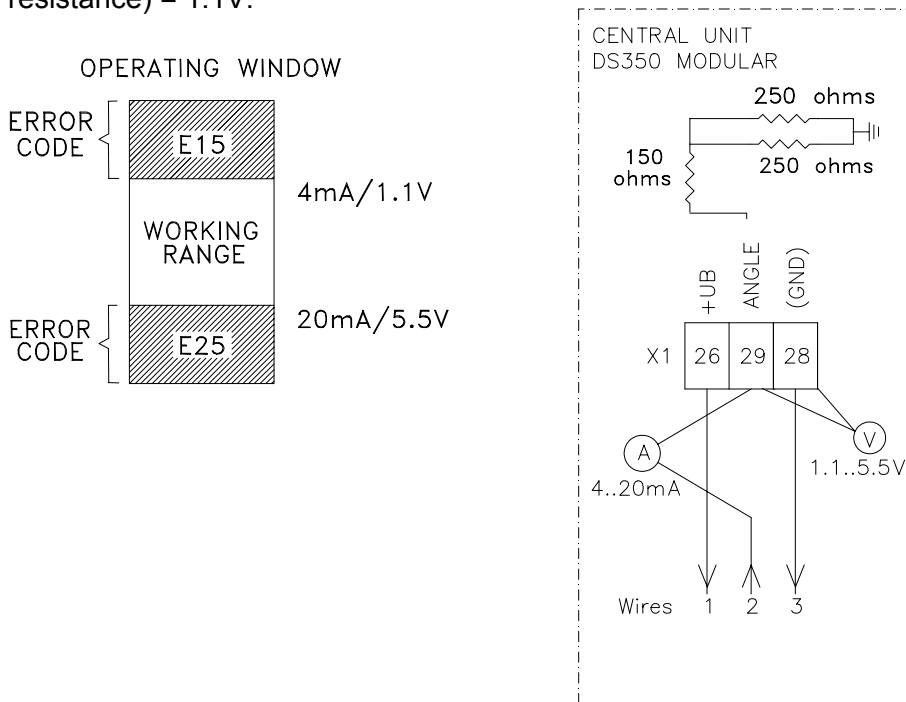 resistance) = 1.1V.
OPERATING WINDOW
ERROR
CODE
E15
4mA/1.1V
WORKING
RANGE
20mA/5.5V
ERROR
CODE
E25
CENTRAL UNIT
DS350 MODULAR
250 ohms
150
ohms
250 ohms
+UB
ANGLE
(GND)
X1
26
29
28
A
V
4..20mA
1.1..5.5V
Wires 1 2 3